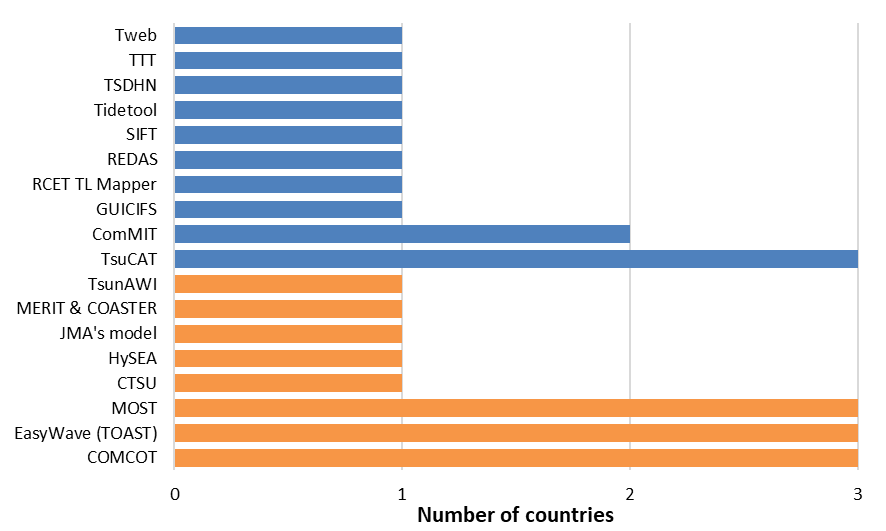 Tweb
TTT
TSDHN
Tidetool
SIFT
REDAS
RCET TL Mapper
GUICIFS
ComMIT
TsuCAT
TsunAWI
MERIT & COASTER
JMA's model
HySEA
CTSU
MOST
EasyWave (TOAST)
COMCOT
0 1 2 3
Number of countries